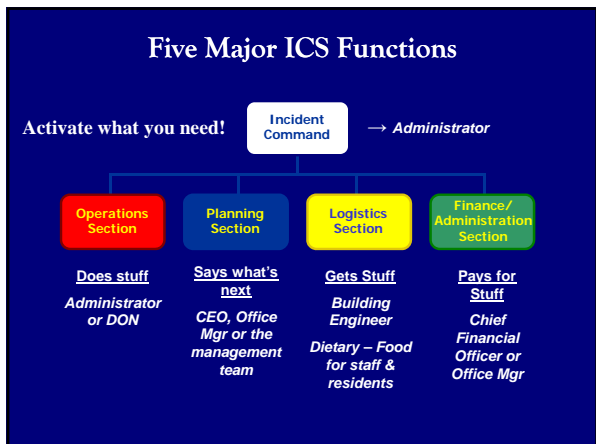 Five Major ICS Functions
Activate what you need!
Incident
Command
→ Administrator
Operations
Section
Planning
Section
Logistics
Section
Finance/
Administration
Section
Does stuff
Administrator
or DON
Says what's
next
CEO, Office
Mgr or the
management
team
Gets Stuff
Building
Engineer
Dietary – Food
for staff &
residents
Pays for
Stuff
Chief
Financial
Officer or
Office Mgr